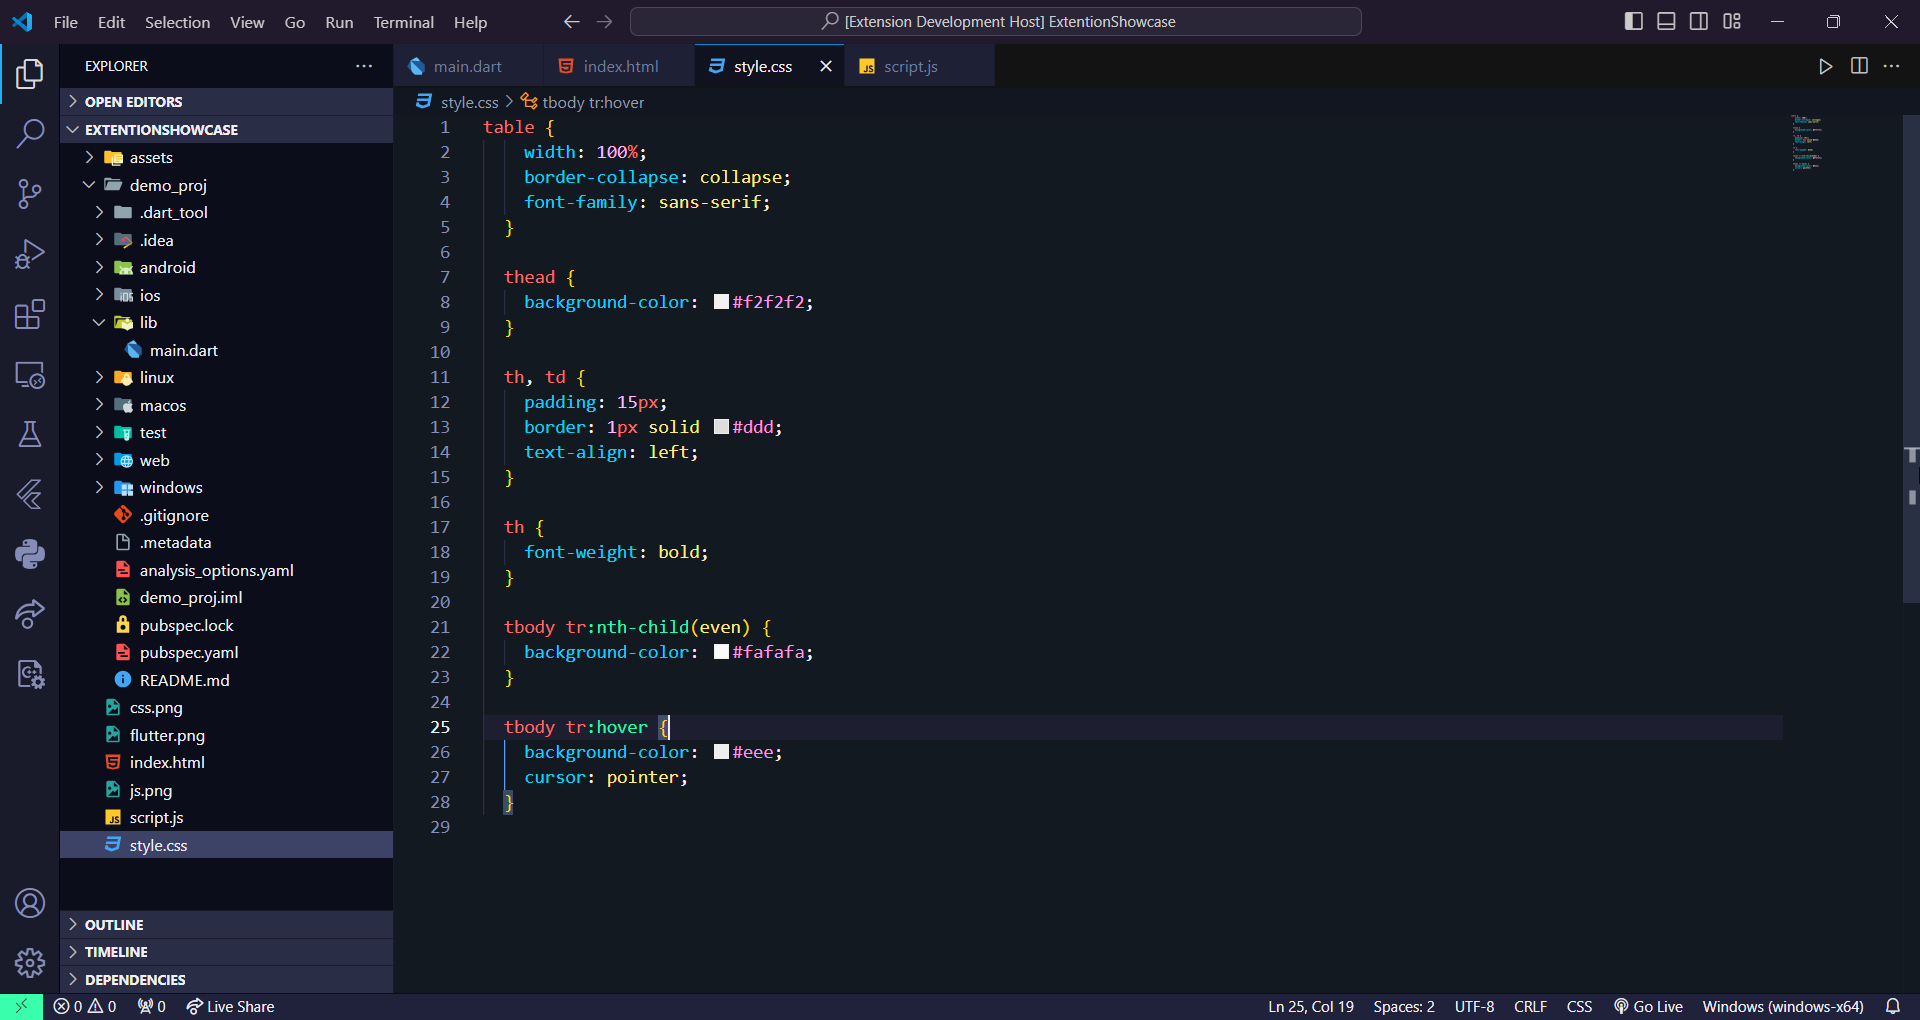 File Edit Selection View Go Run Terminal Help
[Extension Development Host] ExtentionShowcase
EXPLORER
OPEN EDITORS
EXTENTIONSHOWCASE
assets
demo_proj
.dart_tool
.idea
android
ios
lib
main.dart
linux
macos
test
web
windows
.gitignore
.metadata
analysis_options.yaml
demo_proj.iml
pubspec.lock
pubspec.yaml
README.md
css.png
flutter.png
index.html
js.png
script.js
style.css
OUTLINE
TIMELINE
DEPENDENCIES
main.dart index.html style.css script.js
style.css > tbody tr:hover
1 table {
2 width: 100%;
3 border-collapse: collapse;
4 font-family: sans-serif;
5 }
6
7 thead {
8 background-color: #f2f2f2;
9 }
10
11 th, td {
12 padding: 15px;
13 border: 1px solid #ddd;
14 text-align: left;
15 }
16
17 th {
18 font-weight: bold;
19 }
20
21 tbody tr:nth-child(even) {
22 background-color: #fafafa;
23 }
24
25 tbody tr:hover {
26 background-color: #eee;
27 cursor: pointer;
28 }
29
0 0 0 Live Share Ln 25, Col 19 Spaces: 2 UTF-8 CRLF CSS Go Live Windows (windows-x64)